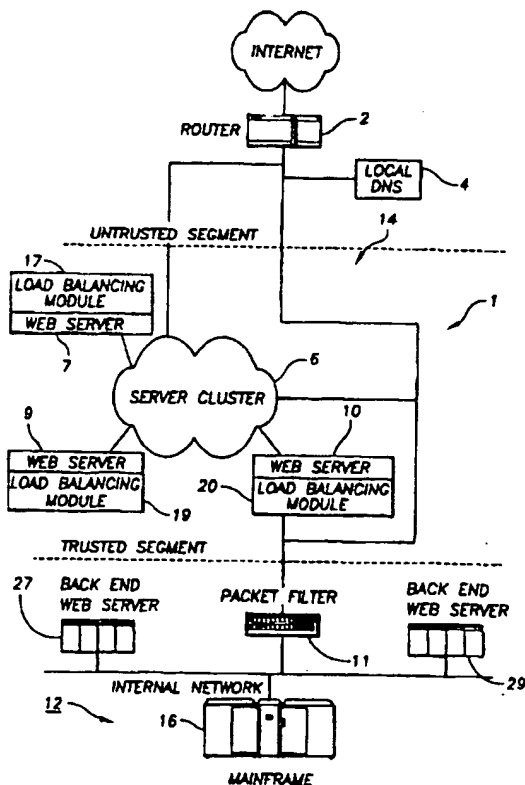 INTERNET
ROUTER
2
LOCAL
DNS
4
UNTRUSTED SEGMENT
14
17
LOAD BALANCING
MODULE
WEB SERVER
7
1
6
SERVER CLUSTER
9
WEB SERVER
LOAD BALANCING
MODULE
19
10
WEB SERVER
20
LOAD BALANCING
MODULE
TRUSTED SEGMENT
27
BACK END
WEB SERVER
PACKET FILTER
11
BACK END
WEB SERVER
29
INTERNAL NETWORK
12
16
MAINFRAME